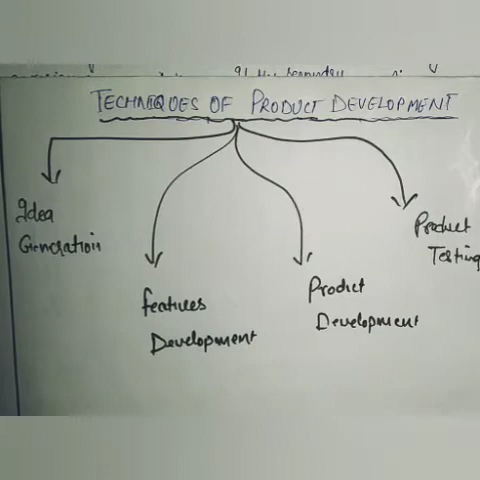 TECHNIQUES OF PRODUCT DEVELOPMENT
Idea
Generation
Features
Development
Product
Development
Product
Testing